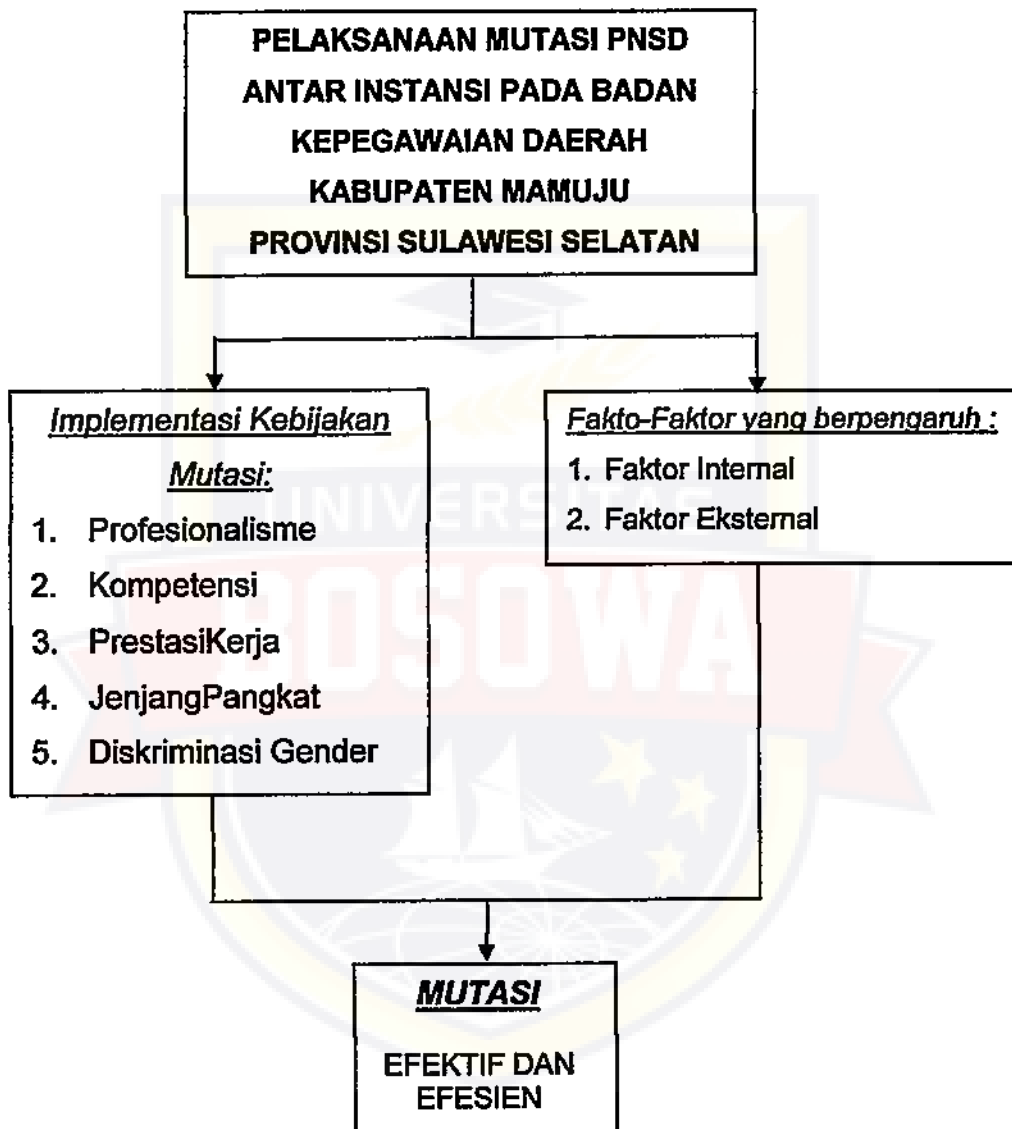 PELAKSANAAN MUTASI PNSD
ANTAR INSTANSI PADA BADAN
KEPEGAWAIAN DAERAH
KABUPATEN MAMUJU
PROVINSI SULAWESI SELATAN
Implementasi Kebijakan
Mutasi:
1. Profesionalisme
2. Kompetensi
3. PrestasiKerja
4. JenjangPangkat
5. Diskriminasi Gender
Fakto-Faktor yang berpengaruh :
1. Faktor Internal
2. Faktor Eksternal
UNIVERSITAS
BOSOWA
MUTASI
EFEKTIF DAN
EFESIEN